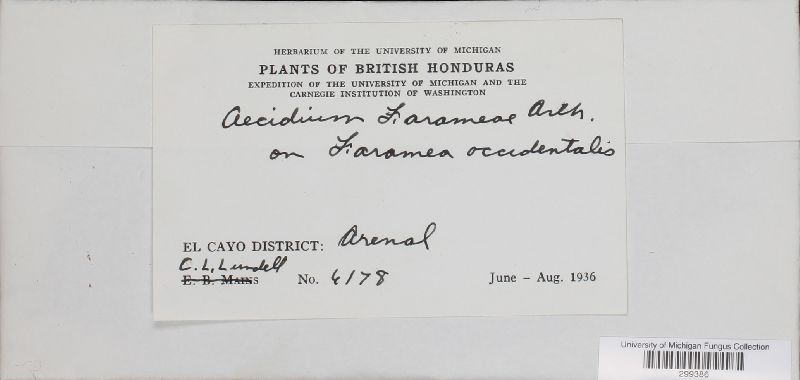 HERBARIUM OF THE UNIVERSITY OF MICHIGAN
PLANTS OF BRITISH HONDURAS
EXPEDITION OF THE UNIVERSITY OF MICHIGAN AND THE
CARNEGIE INSTITUTION OF WASHINGTON
Aecidium Farameae Arth.
on Faramea occidentalis
EL CAYO DISTRICT: Arenal
C. L. Lundell
E. B. MAINS No. 6178 June - Aug. 1936
University of Michigan Fungus Collection
299386